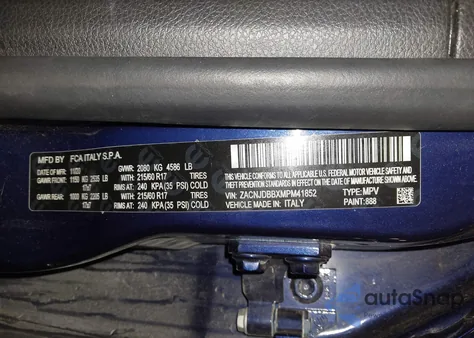 MFD BY FCA ITALY S.P.A.
DATE OF MFR: 11/20 GVWR: 2080 KG 4586 LB
GAWR FRONT: 1150 KG 2535 LB WITH 215/60 R17 TIRES
17x7 RIMS AT 240 KPA (35 PSI) COLD
GAWR REAR: 1000 KG 2205 LB WITH 215/60 R17 TIRES
17x7 RIMS AT 240 KPA (35 PSI) COLD
THIS VEHICLE CONFORMS TO ALL APPLICABLE U.S. FEDERAL MOTOR VEHICLE SAFETY AND
THEFT PREVENTION STANDARDS IN EFFECT ON THE DATE OF MANUFACTURE SHOWN ABOVE.
VIN: ZACNJDBBXMPM41852 TYPE: MPV
VEHICLE MADE IN: ITALY PAINT: 888
autoSnap